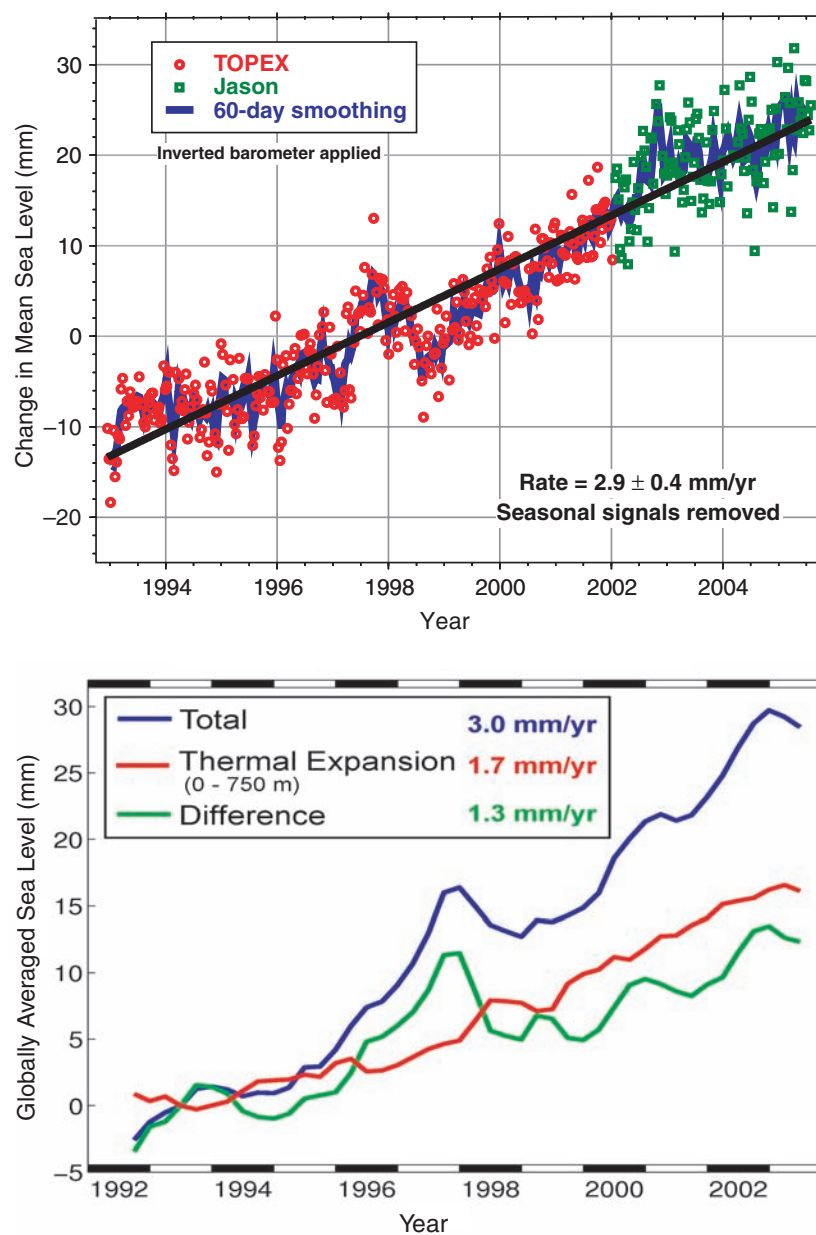 TOPEX
Jason
60-day smoothing
Inverted barometer applied
Change in Mean Sea Level (mm)
30
20
10
0
−10
−20
Rate = 2.9 ± 0.4 mm/yr
Seasonal signals removed
1994 1996 1998 2000 2002 2004
Year
Globally Averaged Sea Level (mm)
30
25
20
15
10
5
0
−5
Total 3.0 mm/yr
Thermal Expansion 1.7 mm/yr
(0 - 750 m)
Difference 1.3 mm/yr
1992 1994 1996 1998 2000 2002
Year